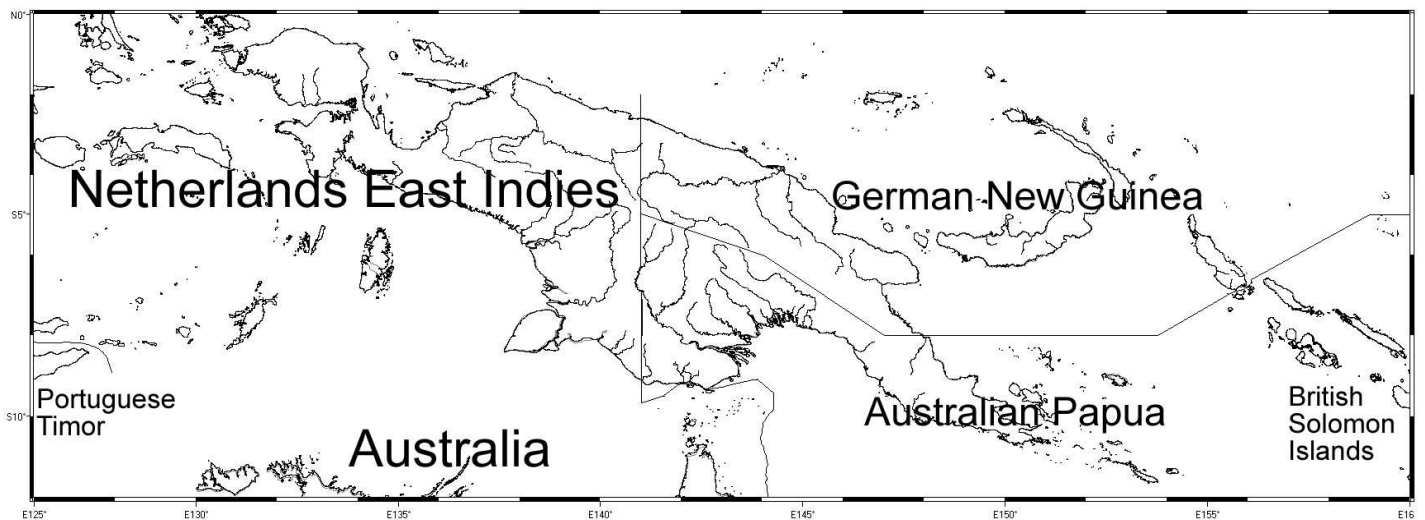 N0°
Netherlands East Indies
German New Guinea
S5°
Portuguese
Timor
Australian Papua
British
Solomon
Islands
S10°
Australia
E125° E130° E135° E140° E145° E150° E155° E16